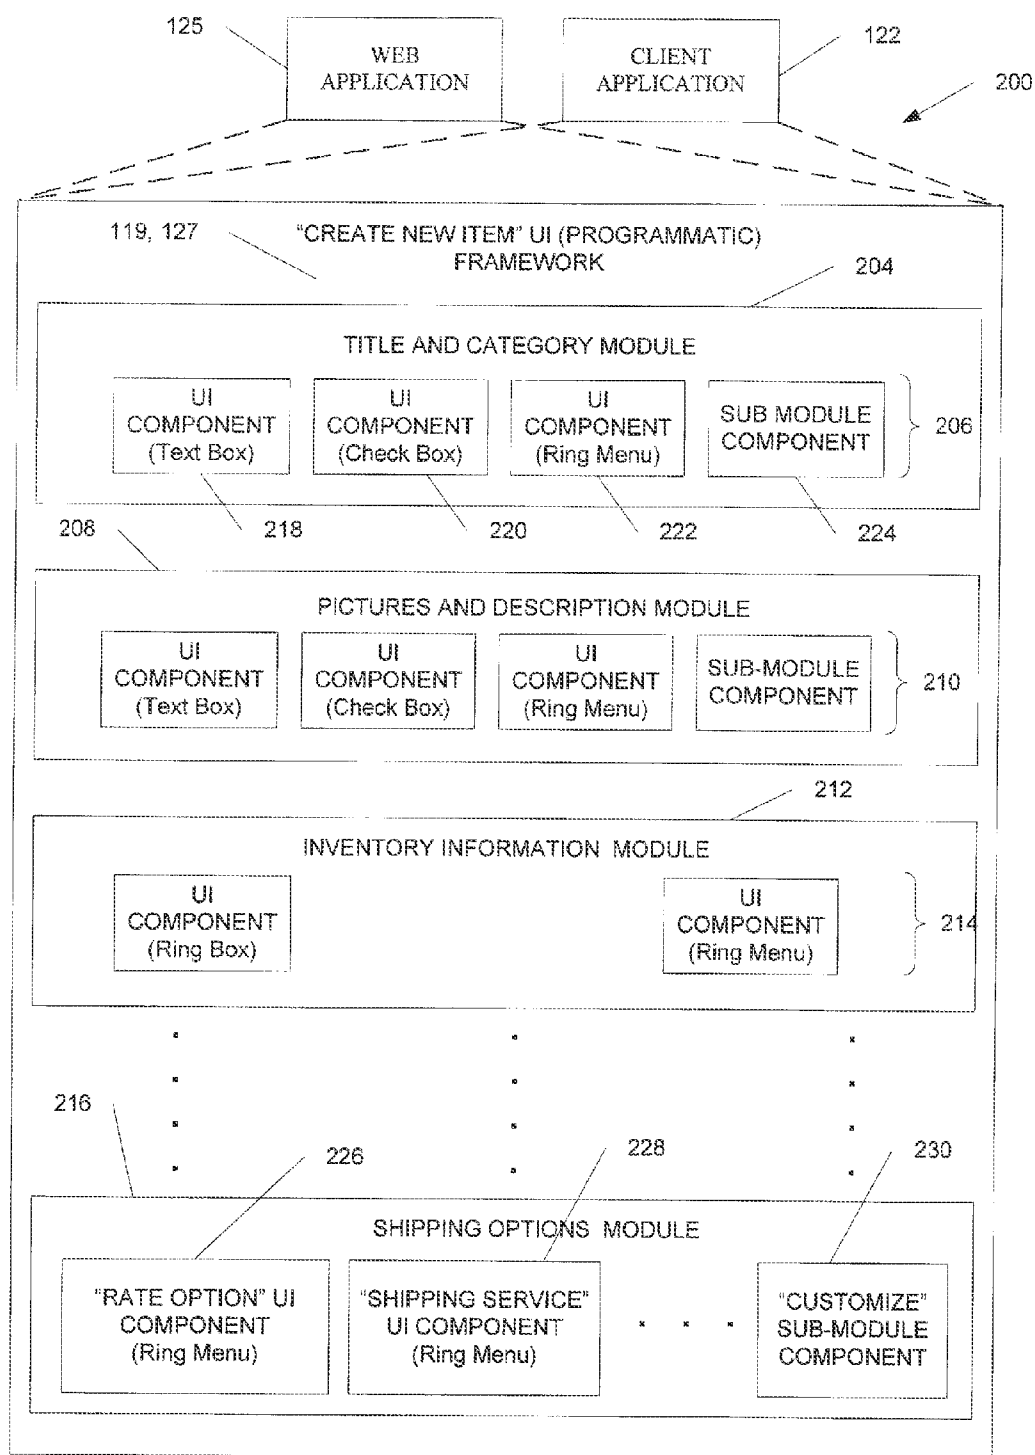 125
WEB
APPLICATION
CLIENT
APPLICATION
122
200
119, 127
"CREATE NEW ITEM" UI (PROGRAMMATIC)
FRAMEWORK
204
TITLE AND CATEGORY MODULE
UI
COMPONENT
(Text Box)
UI
COMPONENT
(Check Box)
UI
COMPONENT
(Ring Menu)
SUB MODULE
COMPONENT
206
218
220
222
224
208
PICTURES AND DESCRIPTION MODULE
UI
COMPONENT
(Text Box)
UI
COMPONENT
(Check Box)
UI
COMPONENT
(Ring Menu)
SUB-MODULE
COMPONENT
210
212
INVENTORY INFORMATION MODULE
UI
COMPONENT
(Ring Box)
UI
COMPONENT
(Ring Menu)
214
216
226
228
230
SHIPPING OPTIONS MODULE
"RATE OPTION" UI
COMPONENT
(Ring Menu)
"SHIPPING SERVICE"
UI COMPONENT
(Ring Menu)
"CUSTOMIZE"
SUB-MODULE
COMPONENT